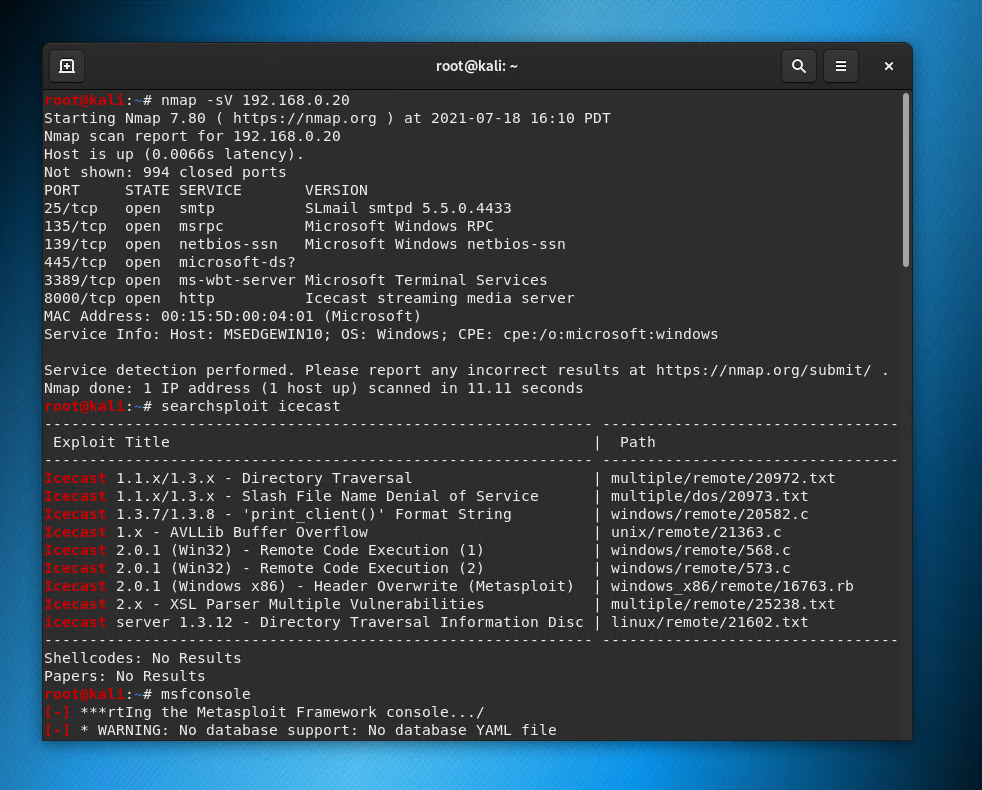 root@kali: ~
root@kali:~# nmap -sV 192.168.0.20
Starting Nmap 7.80 ( https://nmap.org ) at 2021-07-18 16:10 PDT
Nmap scan report for 192.168.0.20
Host is up (0.0066s latency).
Not shown: 994 closed ports
PORT     STATE SERVICE       VERSION
25/tcp   open  smtp          SLmail smtpd 5.5.0.4433
135/tcp  open  msrpc         Microsoft Windows RPC
139/tcp  open  netbios-ssn   Microsoft Windows netbios-ssn
445/tcp  open  microsoft-ds?
3389/tcp open  ms-wbt-server Microsoft Terminal Services
8000/tcp open  http          Icecast streaming media server
MAC Address: 00:15:5D:00:04:01 (Microsoft)
Service Info: Host: MSEDGEWIN10; OS: Windows; CPE: cpe:/o:microsoft:windows

Service detection performed. Please report any incorrect results at https://nmap.org/submit/ .
Nmap done: 1 IP address (1 host up) scanned in 11.11 seconds
root@kali:~# searchsploit icecast
------------------------------------------------------------- ---------------------------------
 Exploit Title                                               |  Path
------------------------------------------------------------- ---------------------------------
Icecast 1.1.x/1.3.x - Directory Traversal                    | multiple/remote/20972.txt
Icecast 1.1.x/1.3.x - Slash File Name Denial of Service      | multiple/dos/20973.txt
Icecast 1.3.7/1.3.8 - 'print_client()' Format String         | windows/remote/20582.c
Icecast 1.x - AVLLib Buffer Overflow                         | unix/remote/21363.c
Icecast 2.0.1 (Win32) - Remote Code Execution (1)            | windows/remote/568.c
Icecast 2.0.1 (Win32) - Remote Code Execution (2)            | windows/remote/573.c
Icecast 2.0.1 (Windows x86) - Header Overwrite (Metasploit)  | windows_x86/remote/16763.rb
Icecast 2.x - XSL Parser Multiple Vulnerabilities            | multiple/remote/25238.txt
icecast server 1.3.12 - Directory Traversal Information Disc | linux/remote/21602.txt
------------------------------------------------------------- ---------------------------------
Shellcodes: No Results
Papers: No Results
root@kali:~# msfconsole
[-] ***rtIng the Metasploit Framework console.../
[-] * WARNING: No database support: No database YAML file